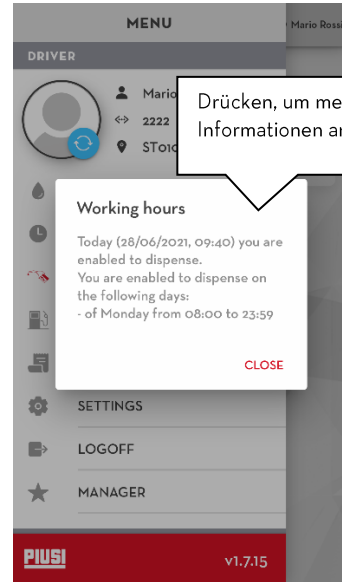 MENU
Mario Rossi
DRIVER
Mario
2222
Drücken, um me
Informationen a
Working hours
Today (28/06/2021, 09:40) you are
enabled to dispense.
You are enabled to dispense on
the following days:
- of Monday from 08:00 to 23:59
CLOSE
SETTINGS
LOGOFF
MANAGER
PIUSI
v1.7.15